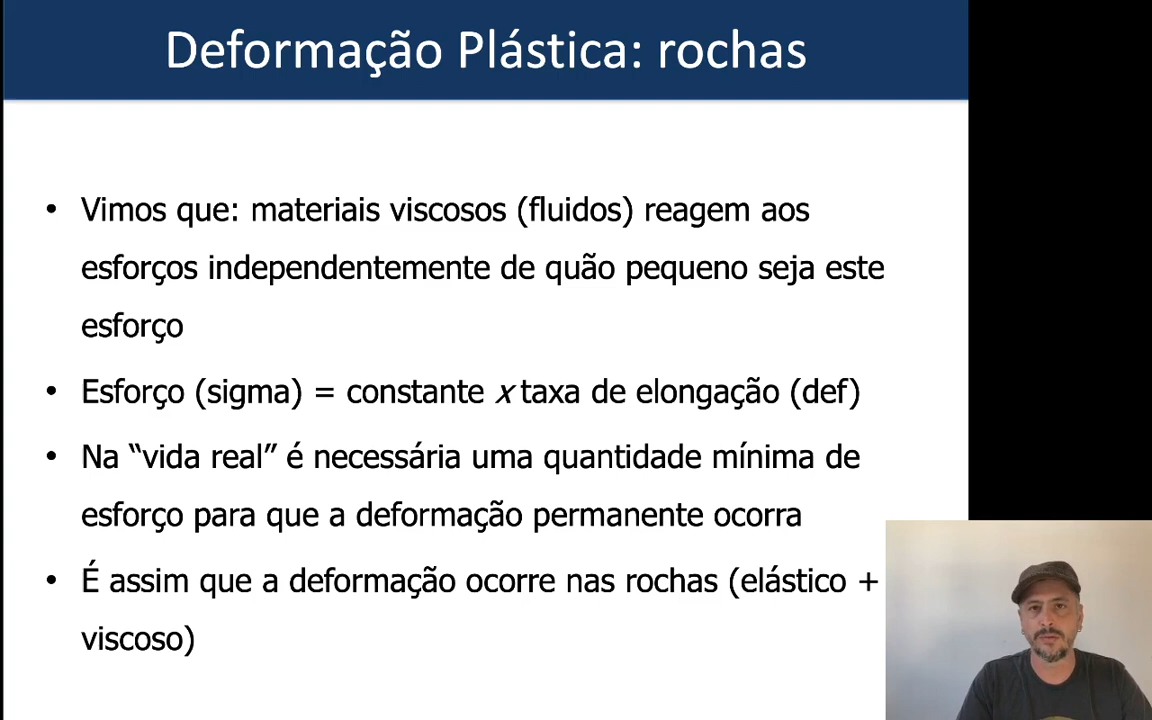 Deformação Plástica: rochas
• Vimos que: materiais viscosos (fluidos) reagem aos
esforços independentemente de quão pequeno seja este
esforço
• Esforço (sigma) = constante x taxa de elongação (def)
• Na “vida real” é necessária uma quantidade mínima de
esforço para que a deformação permanente ocorra
• É assim que a deformação ocorre nas rochas (elástico +
viscoso)